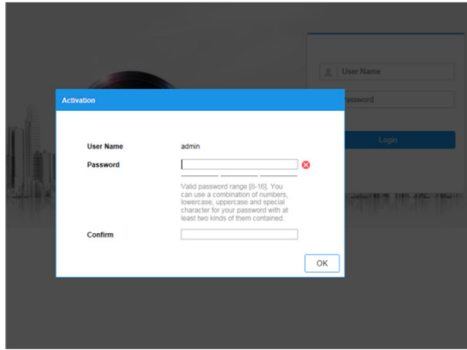 User Name
Password
Login
Activation
User Name admin
Password
Valid password range [8-16]. You
can use a combination of numbers,
lowercase, uppercase and special
character for your password with at
least two kinds of them contained.
Confirm
OK